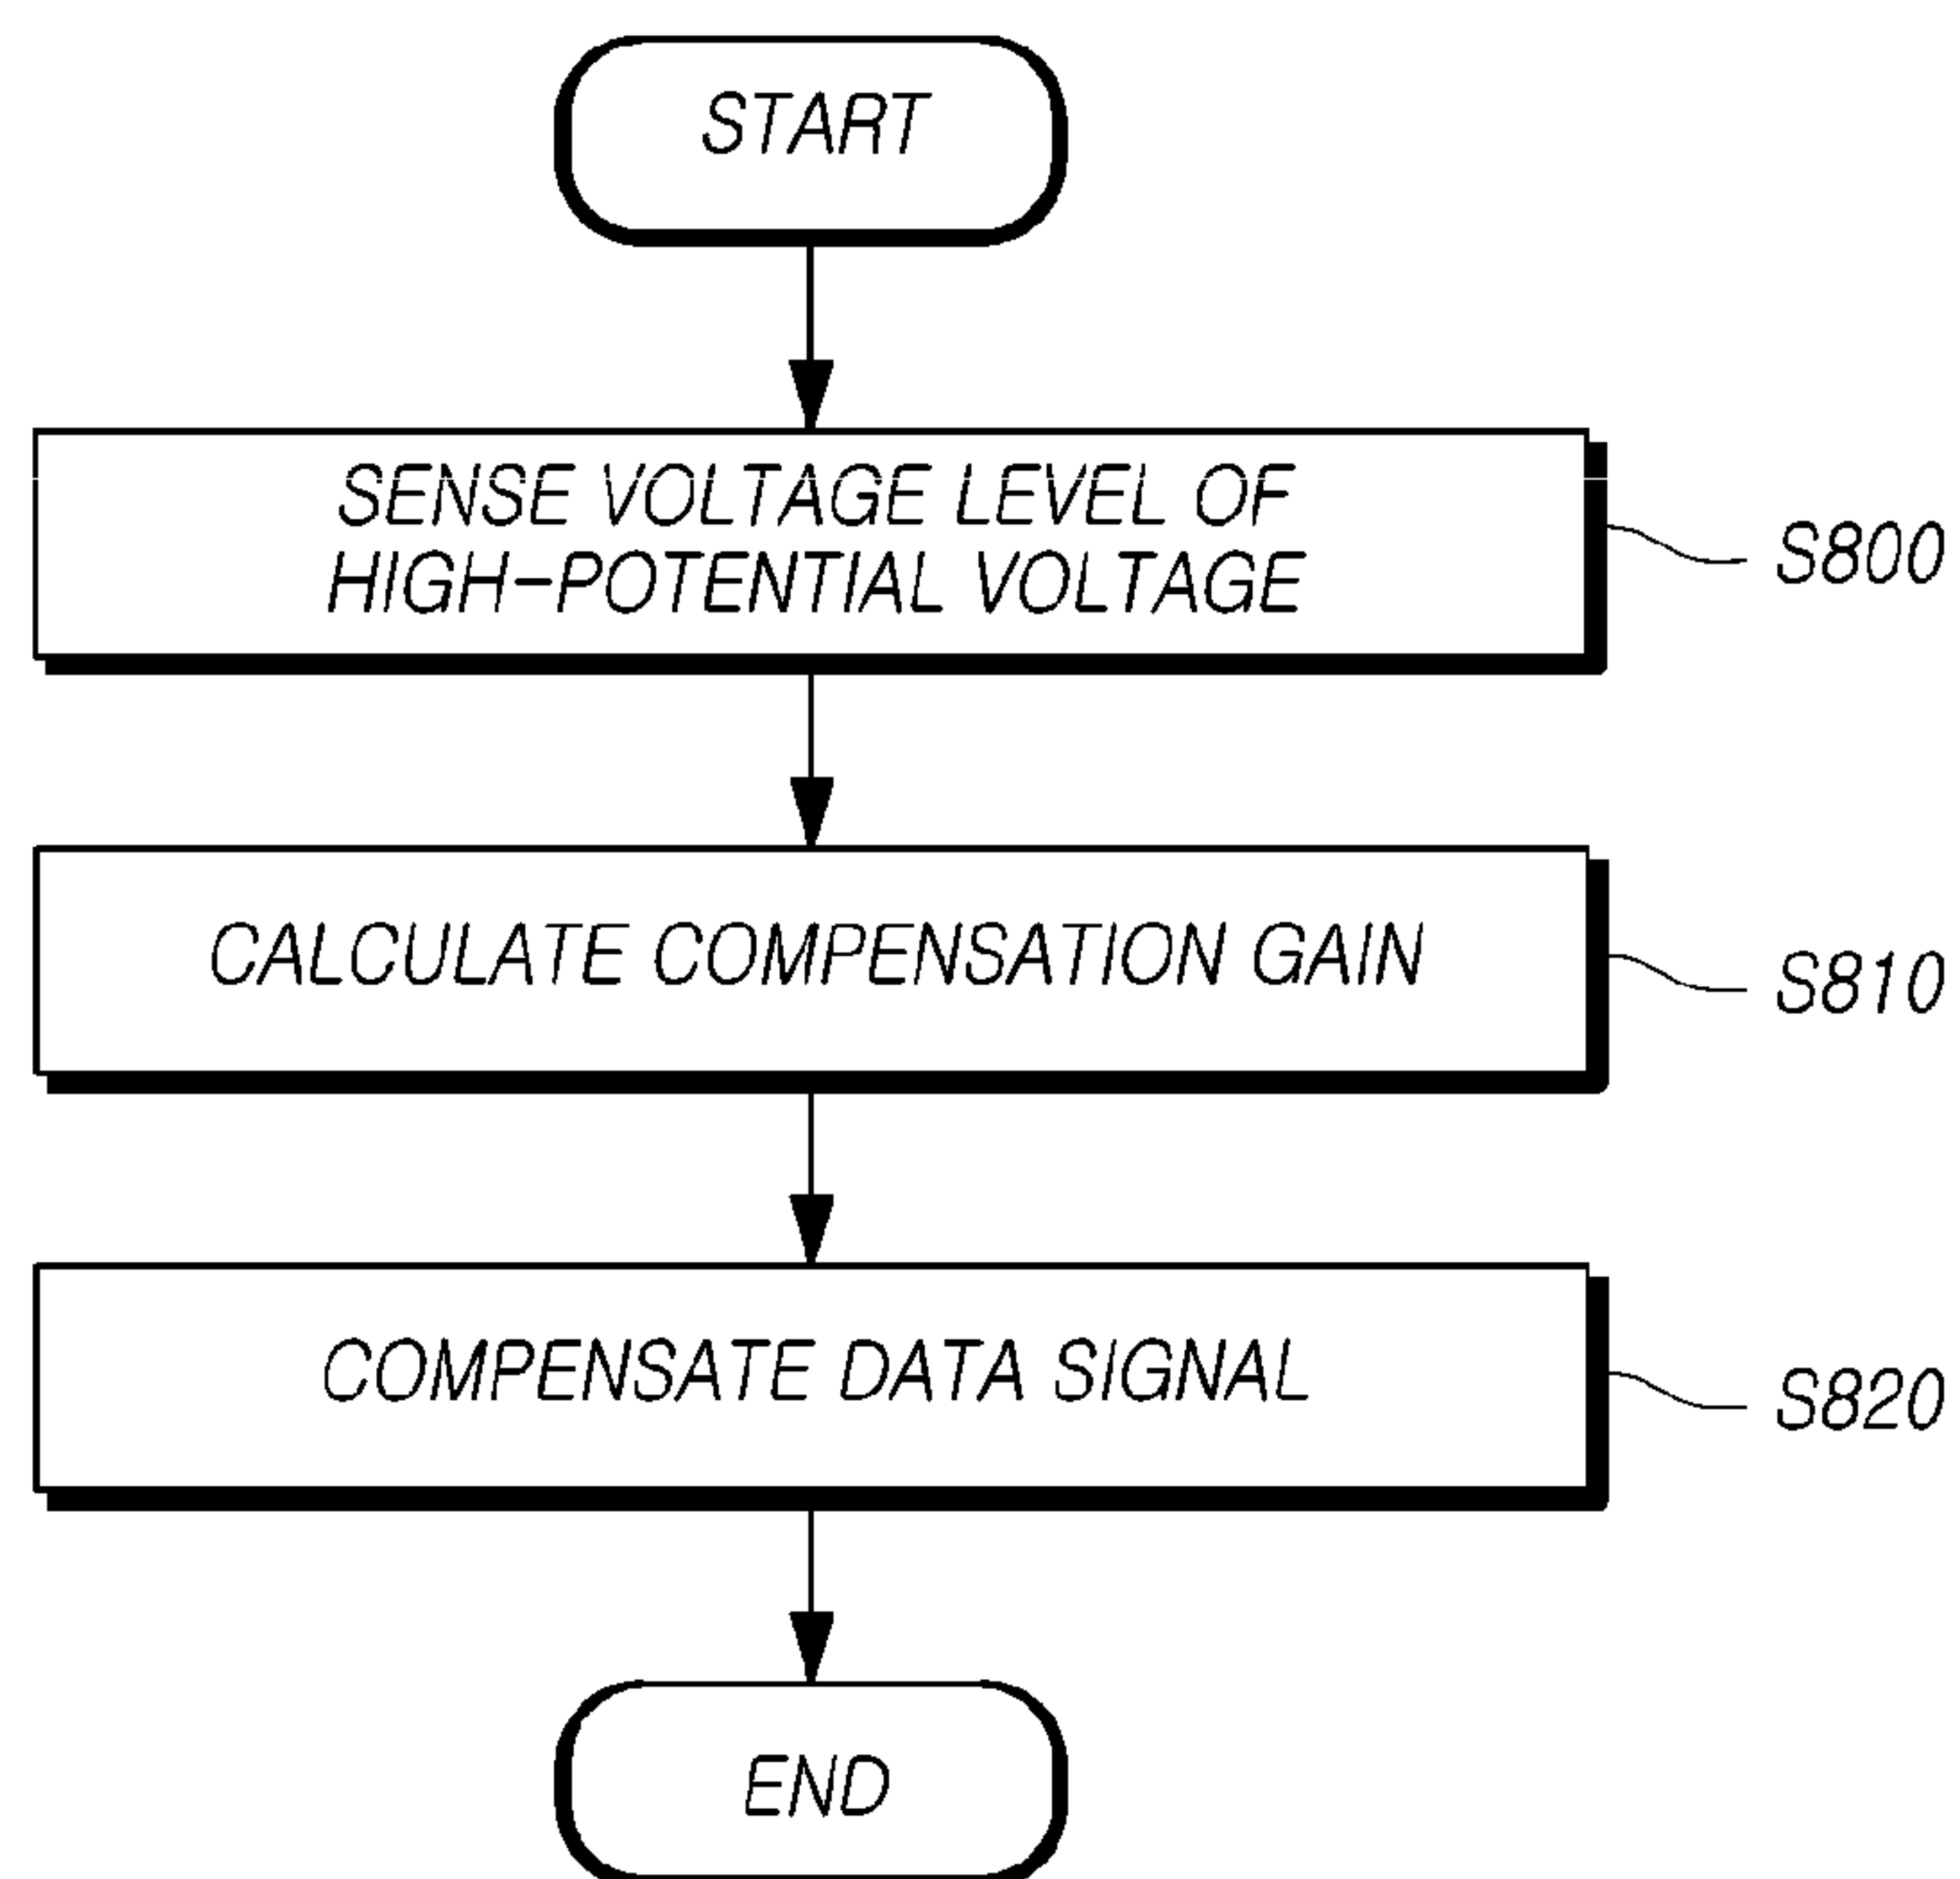 START
SENSE VOLTAGE LEVEL OF
HIGH-POTENTIAL VOLTAGE
S800
CALCULATE COMPENSATION GAIN
S810
COMPENSATE DATA SIGNAL
S820
END